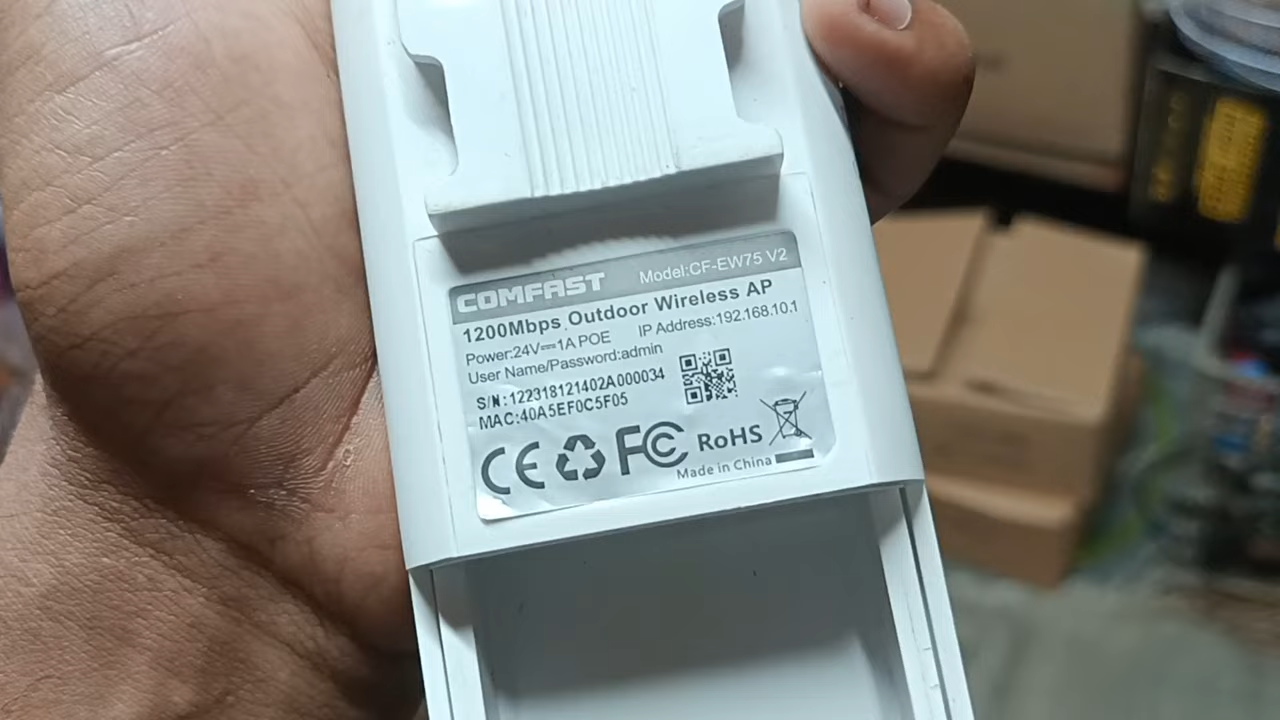 COMFAST Model:CF-EW75 V2
1200Mbps Outdoor Wireless AP
Power:24V⎓1A POE IP Address:192.168.10.1
User Name/Password:admin
S/N:122318121402A000034
MAC:40A5EF0C5F05
CE FC RoHS
Made in China